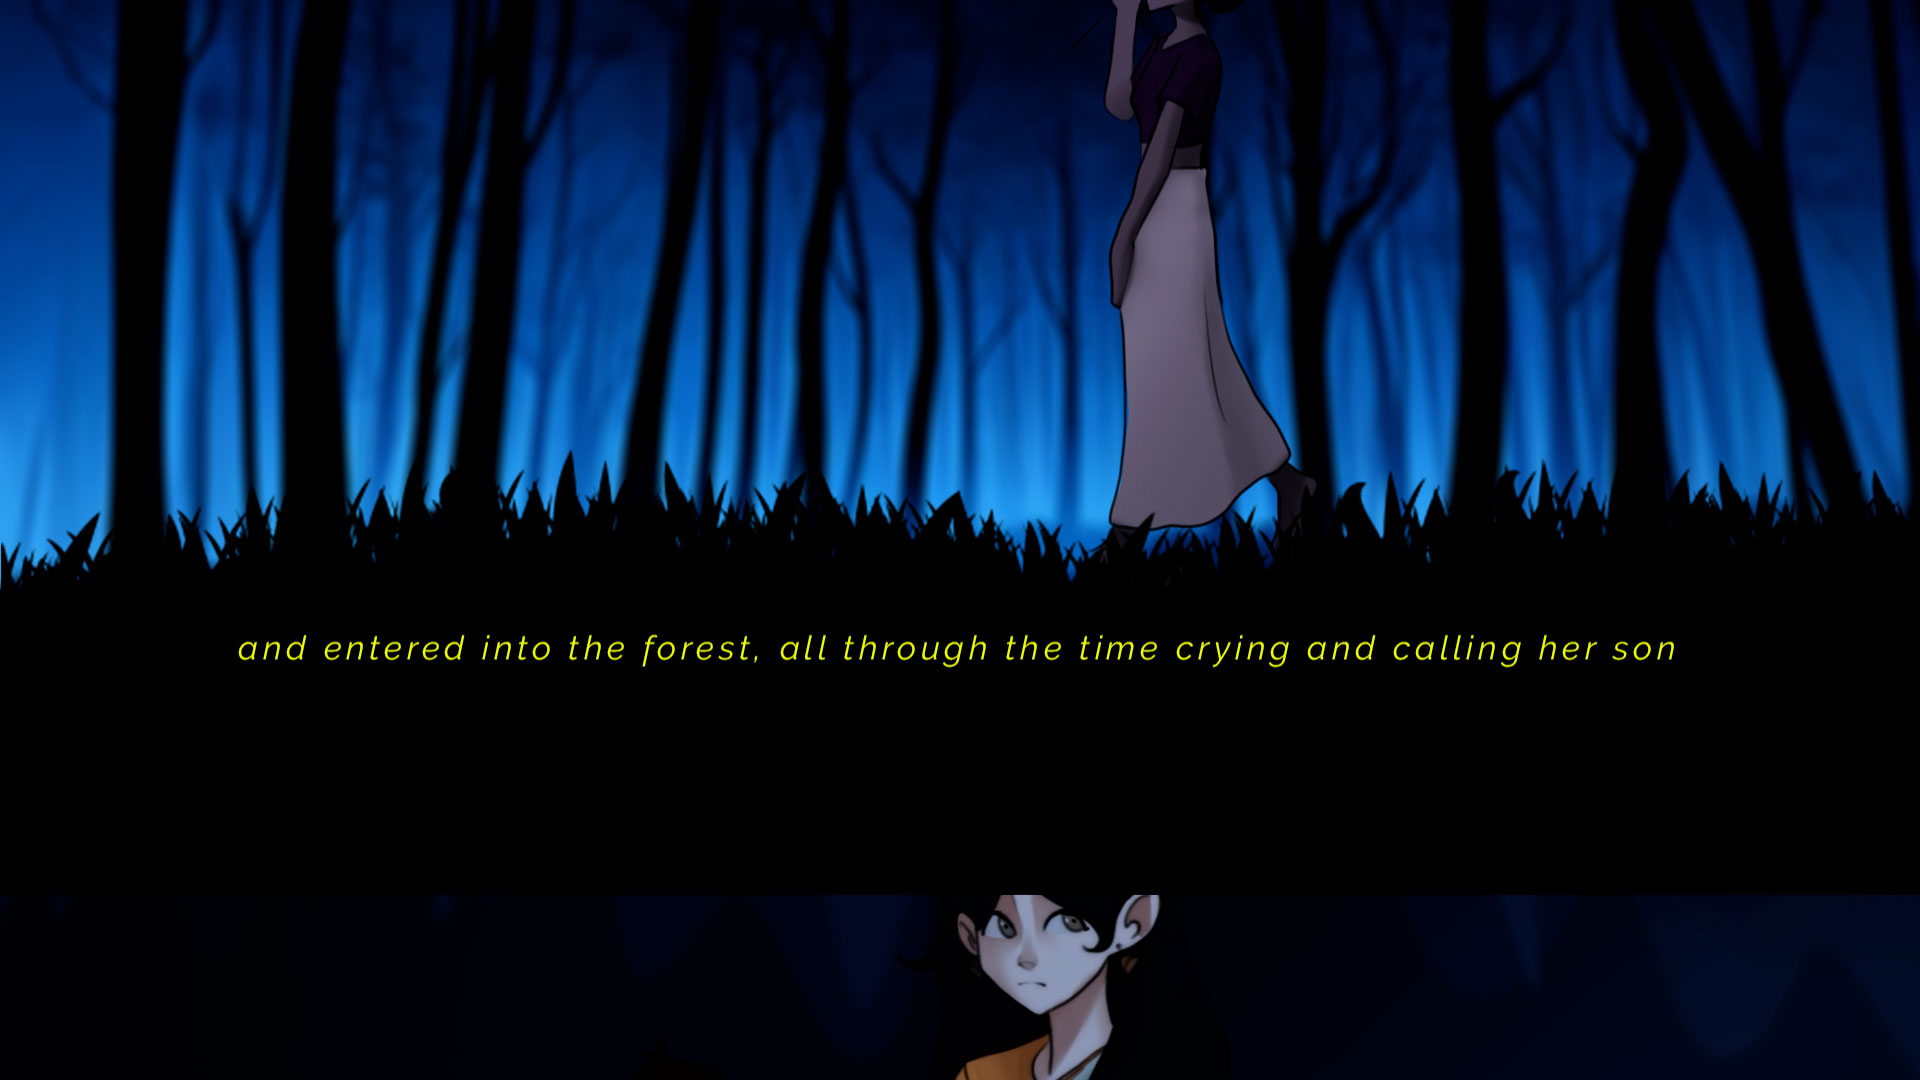 and entered into the forest, all through the time crying and calling her son